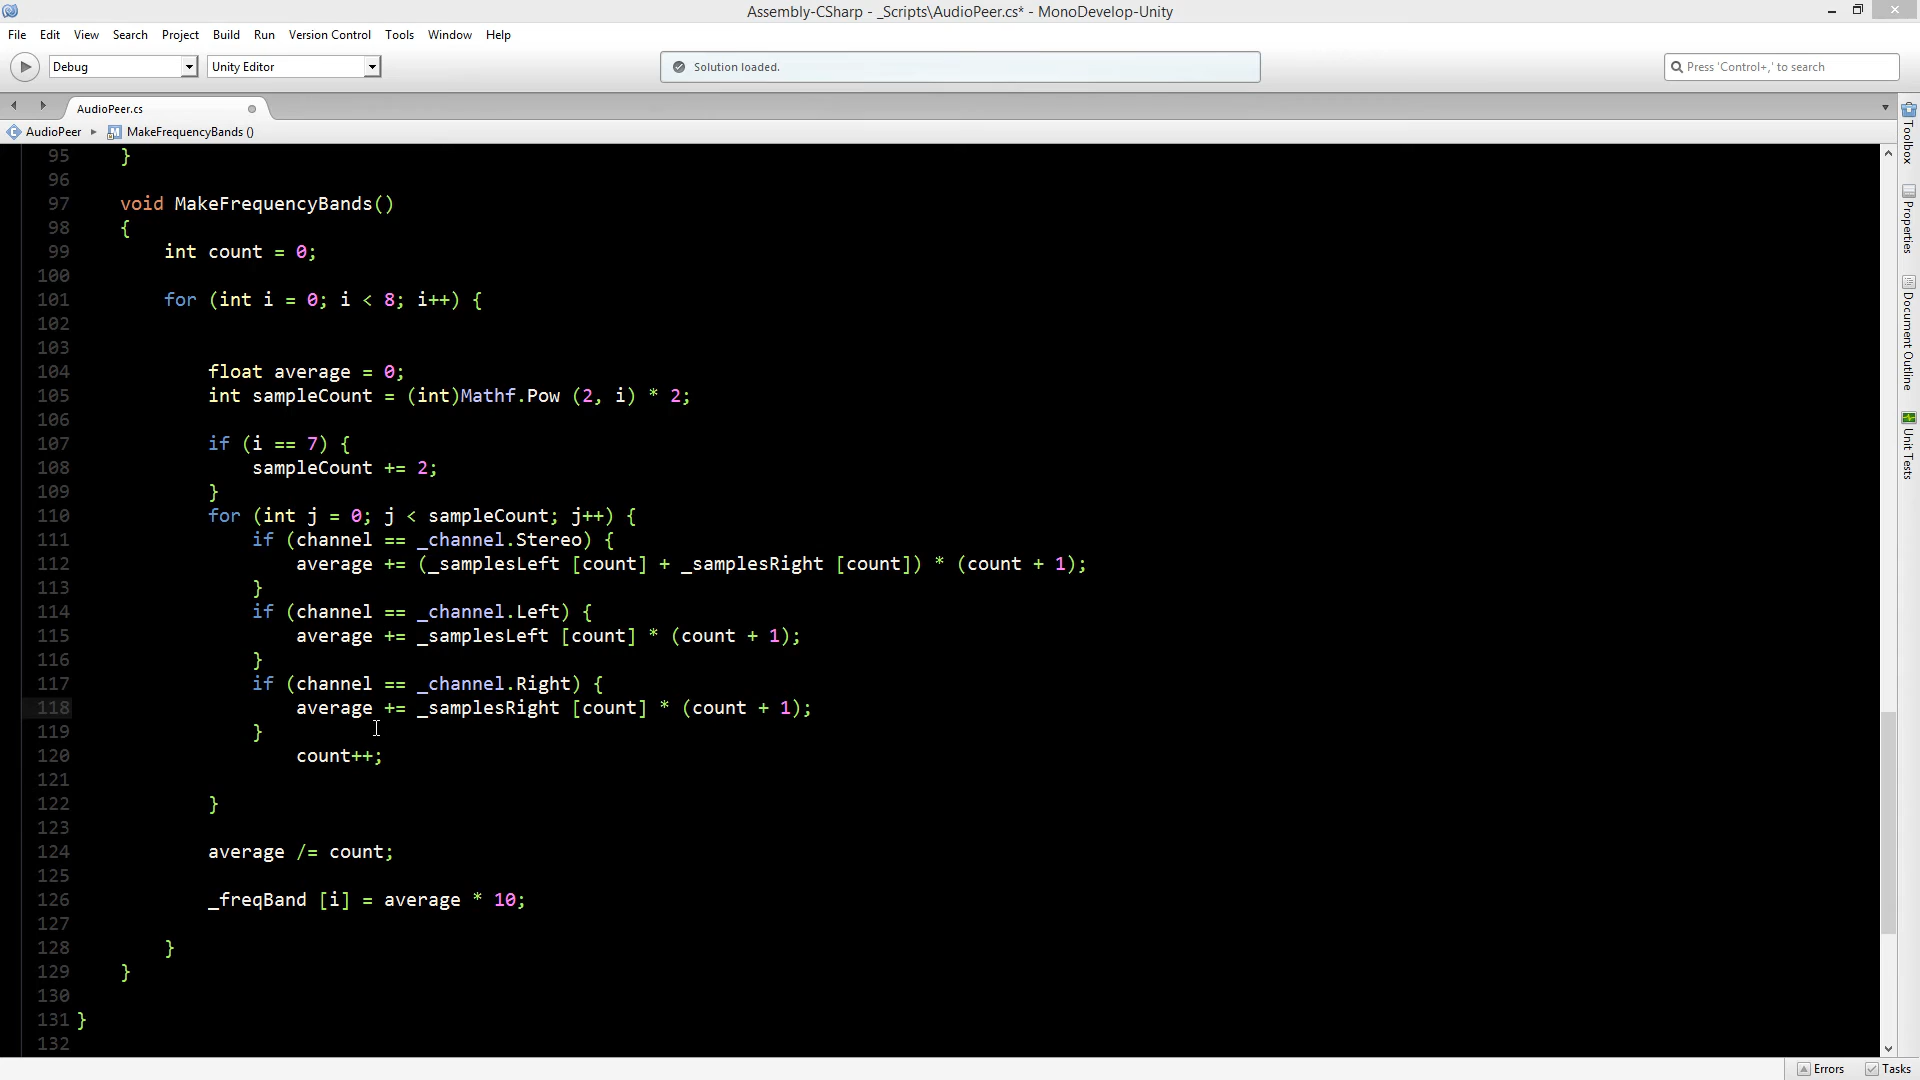 Assembly-CSharp - _Scripts\AudioPeer.cs* - MonoDevelop-Unity
File Edit View Search Project Build Run Version Control Tools Window Help
Debug Unity Editor Solution loaded. Press 'Control+,' to search
AudioPeer.cs
AudioPeer MakeFrequencyBands ()
95 }
96
97 void MakeFrequencyBands()
98 {
99 int count = 0;
100
101 for (int i = 0; i < 8; i++) {
102
103
104 float average = 0;
105 int sampleCount = (int)Mathf.Pow (2, i) * 2;
106
107 if (i == 7) {
108 sampleCount += 2;
109 }
110 for (int j = 0; j < sampleCount; j++) {
111 if (channel == _channel.Stereo) {
112 average += (_samplesLeft [count] + _samplesRight [count]) * (count + 1);
113 }
114 if (channel == _channel.Left) {
115 average += _samplesLeft [count] * (count + 1);
116 }
117 if (channel == _channel.Right) {
118 average += _samplesRight [count] * (count + 1);
119 }
120 count++;
121
122 }
123
124 average /= count;
125
126 _freqBand [i] = average * 10;
127
128 }
129 }
130
131 }
132
Toolbox
Properties
Document Outline
Unit Tests
Errors Tasks